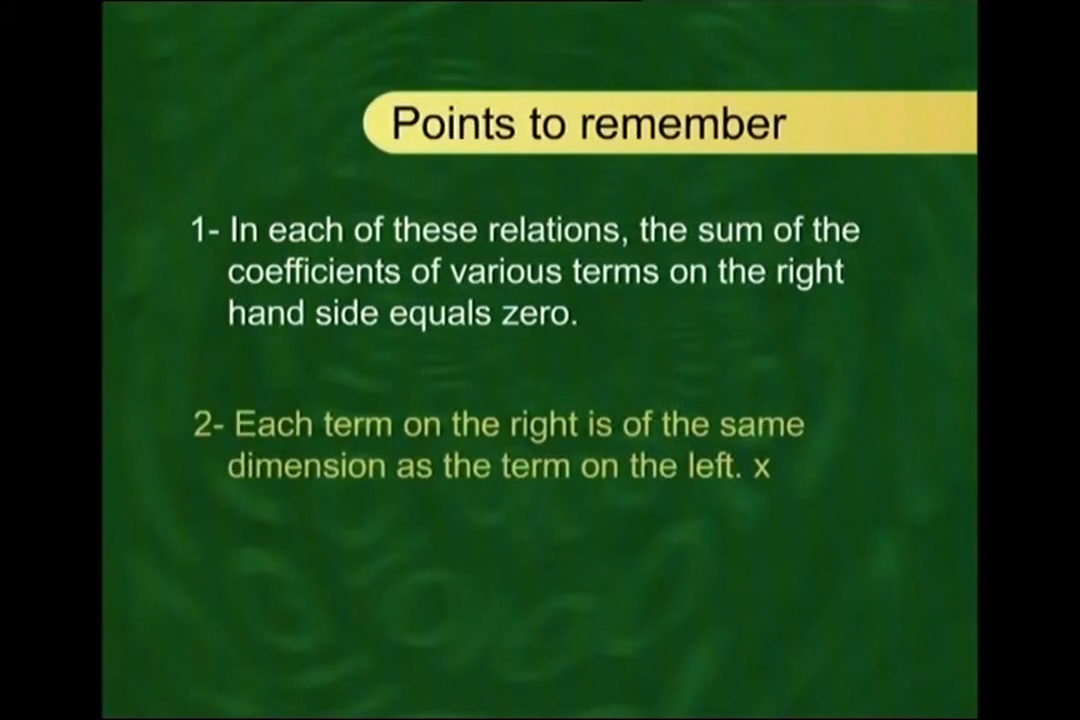 Points to remember
1- In each of these relations, the sum of the
coefficients of various terms on the right
hand side equals zero.
2- Each term on the right is of the same
dimension as the term on the left. x